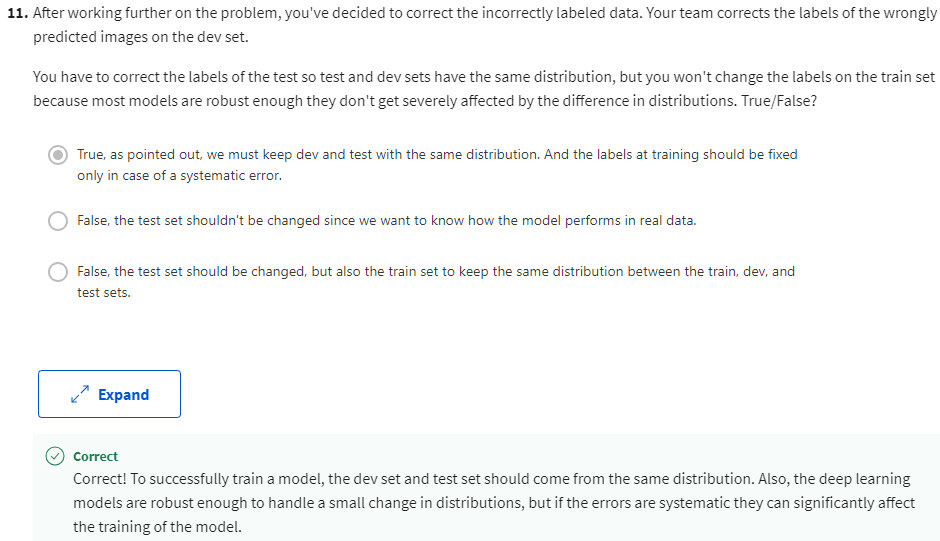 11. After working further on the problem, you've decided to correct the incorrectly labeled data. Your team corrects the labels of the wrongly
predicted images on the dev set.
You have to correct the labels of the test so test and dev sets have the same distribution, but you won't change the labels on the train set
because most models are robust enough they don't get severely affected by the difference in distributions. True/False?
True, as pointed out, we must keep dev and test with the same distribution. And the labels at training should be fixed
only in case of a systematic error.
False, the test set shouldn't be changed since we want to know how the model performs in real data.
False, the test set should be changed, but also the train set to keep the same distribution between the train, dev, and
test sets.
Expand
Correct
Correct! To successfully train a model, the dev set and test set should come from the same distribution. Also, the deep learning
models are robust enough to handle a small change in distributions, but if the errors are systematic they can significantly affect
the training of the model.